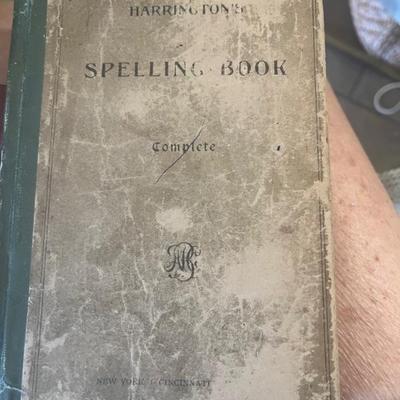 HARRINGTON'S
SPELLING BOOK
Complete
NEW YORK CINCINNATI